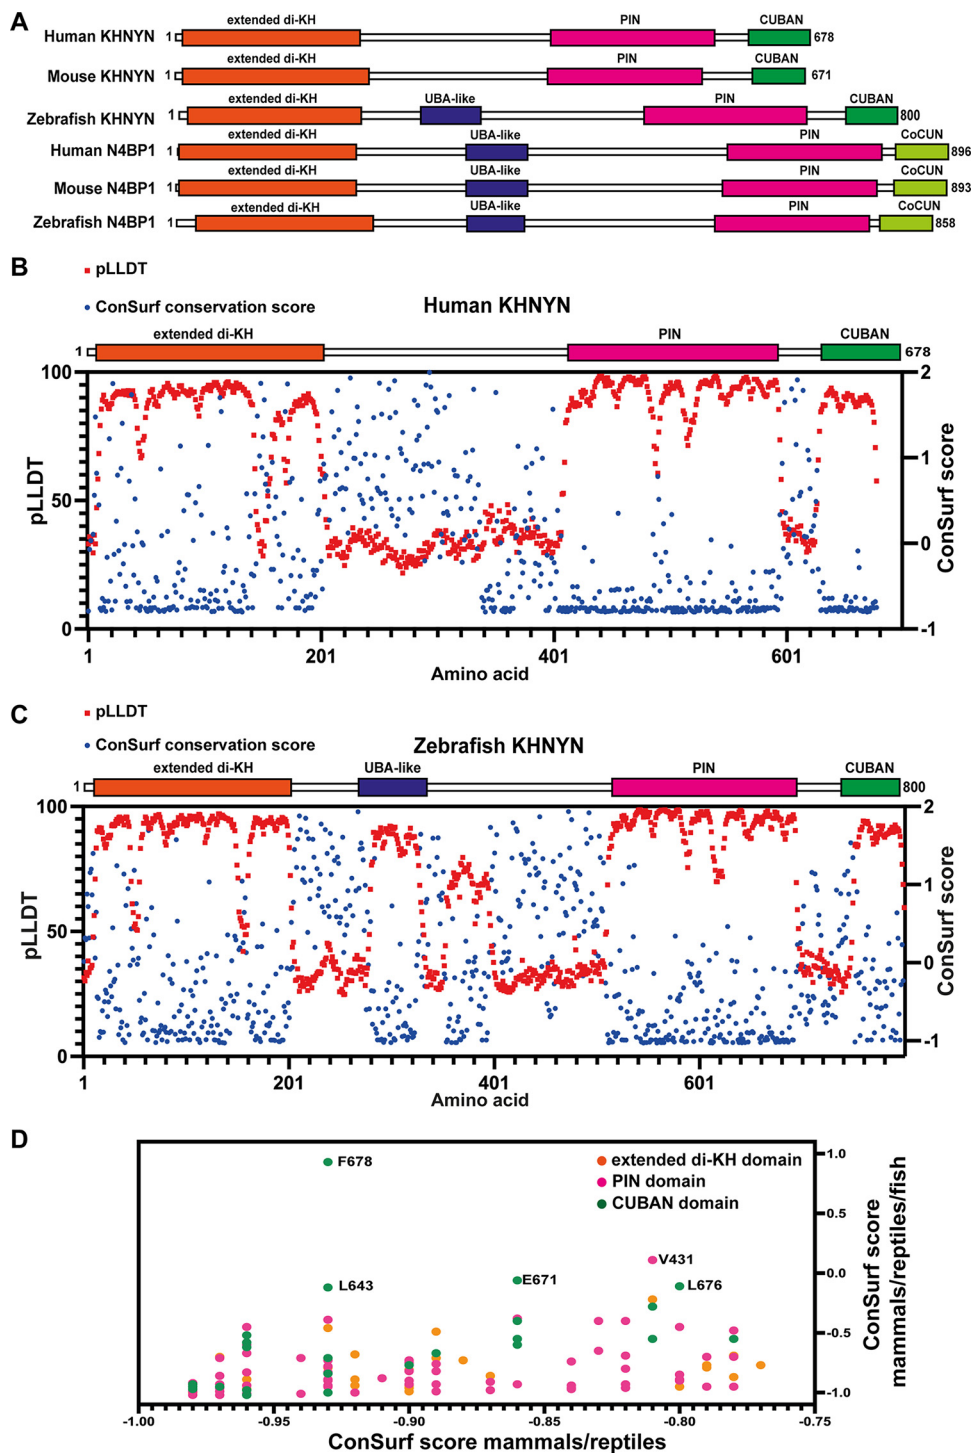 A
extended di-KH PIN CUBAN
Human KHNYN 1 678
extended di-KH PIN CUBAN
Mouse KHNYN 1 671
extended di-KH UBA-like PIN CUBAN
Zebrafish KHNYN 1 800
extended di-KH UBA-like PIN CoCUN
Human N4BP1 1 896
extended di-KH UBA-like PIN CoCUN
Mouse N4BP1 1 893
extended di-KH UBA-like PIN CoCUN
Zebrafish N4BP1 1 858
B
pLLDT
ConSurf conservation score
Human KHNYN
extended di-KH PIN CUBAN
1 678
100 2
1
50
0
0 -1
pLLDT
ConSurf score
1 201 401 601
Amino acid
C
pLLDT
ConSurf conservation score
Zebrafish KHNYN
extended di-KH UBA-like PIN CUBAN
1 800
100 2
1
50
0
-1
0
pLLDT
ConSurf score
1 201 401 601
Amino acid
D
F678
extended di-KH domain
PIN domain
CUBAN domain
V431
E671
L643
L676
1.0
0.5
0.0
-0.5
-1.0
ConSurf score
mammals/reptiles/fish
-1.00 -0.95 -0.90 -0.85 -0.80 -0.75
ConSurf score mammals/reptiles